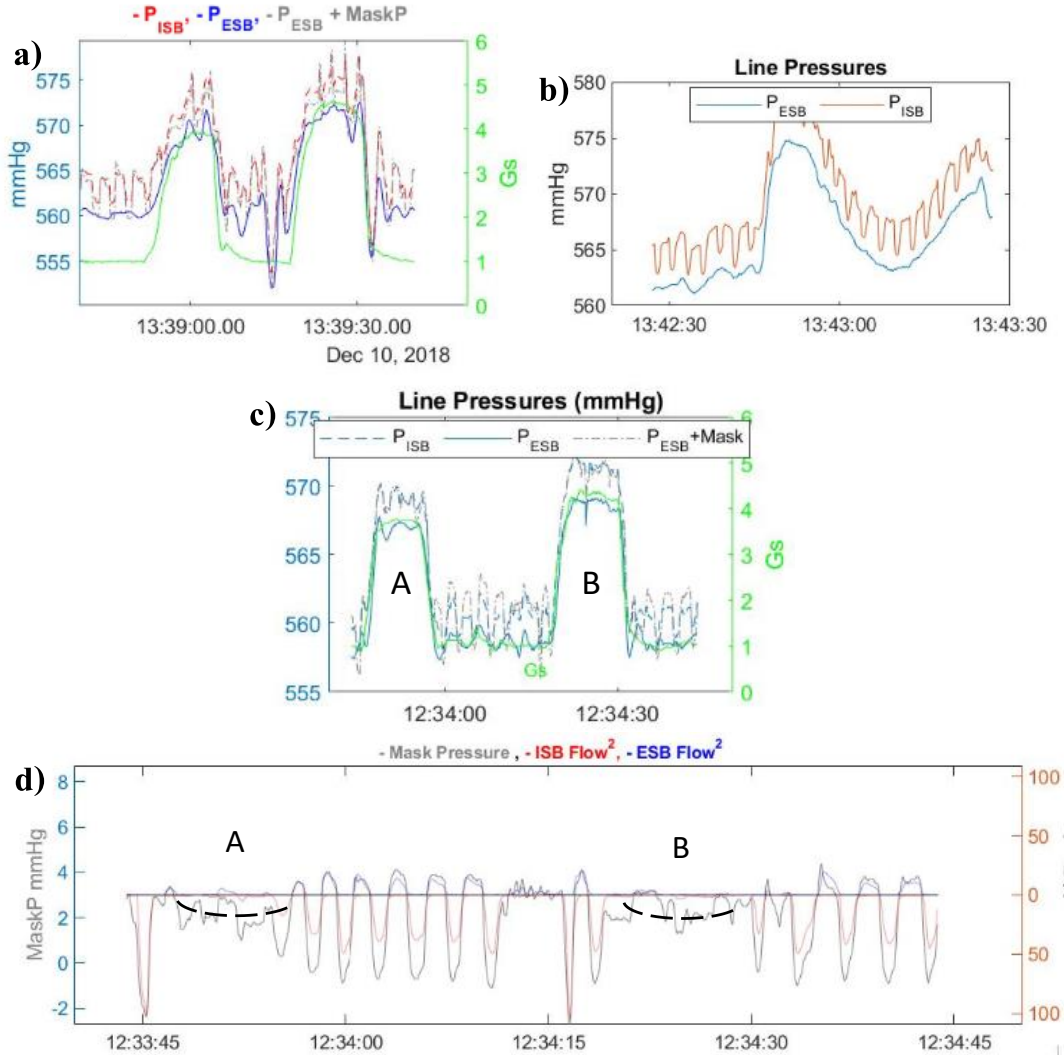 - P_ISB, - P_ESB, - P_ESB + MaskP
a)
575
570
565
560
555
mmHg
6
5
4
3
2
1
0
Gs
13:39:00.00
13:39:30.00
Dec 10, 2018
b)
Line Pressures
P_ESB
P_ISB
580
575
570
565
560
mmHg
13:42:30
13:43:00
13:43:30
c)
Line Pressures (mmHg)
P_ISB
P_ESB
P_ESB+Mask
575
570
565
560
555
mmHg
6
5
4
3
2
1
0
Gs
A
B
Gs
12:34:00
12:34:30
- Mask Pressure , - ISB Flow², - ESB Flow²
d)
8
6
4
2
0
-2
MaskP mmHg
A
B
100
50
0
50
100
12:33:45
12:34:00
12:34:15
12:34:30
12:34:45